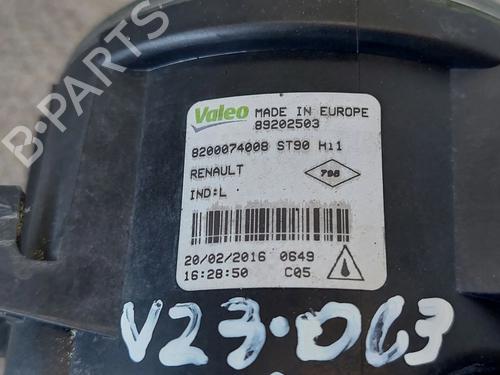 B-PARTS
Valeo MADE IN EUROPE
89202503
8200074008 ST90 H11
RENAULT 798
IND:L
20/02/2016 0649
16:28:50 C05
V23·D63